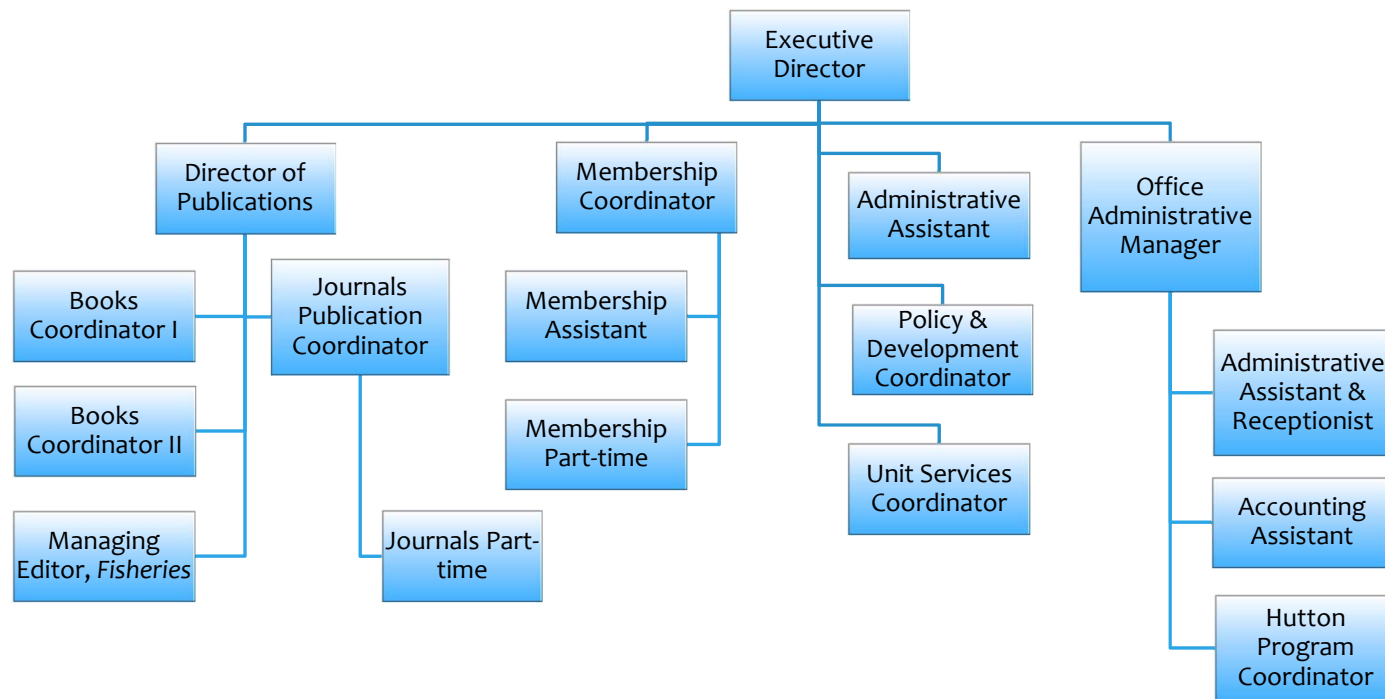 Executive
Director
Director of
Publications
Membership
Coordinator
Administrative
Assistant
Office
Administrative
Manager
Books
Coordinator I
Journals
Publication
Coordinator
Membership
Assistant
Policy &
Development
Coordinator
Administrative
Assistant &
Receptionist
Books
Coordinator II
Membership
Part-time
Unit Services
Coordinator
Managing
Editor, Fisheries
Journals Part-
time
Accounting
Assistant
Hutton
Program
Coordinator